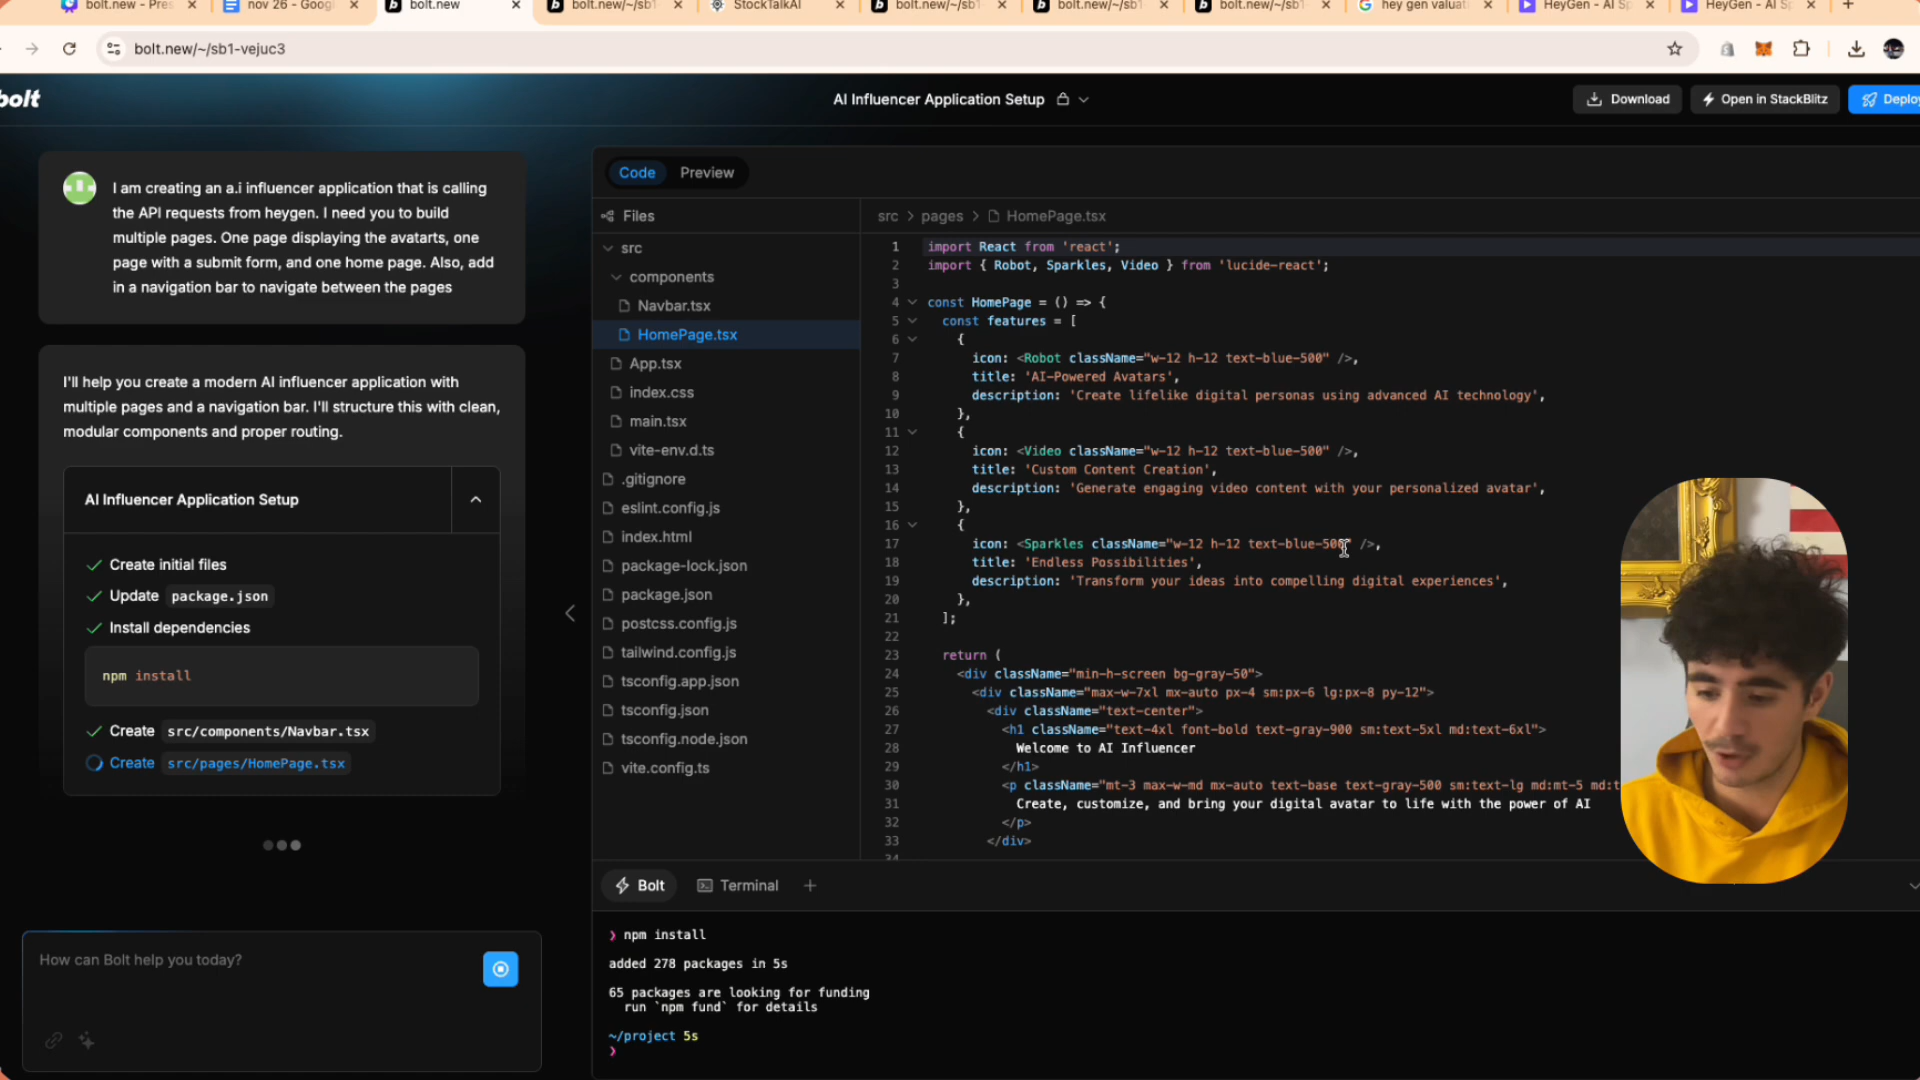 bolt.new - Pres
nov 26 - Googl
bolt.new
bolt.new/~/sb1-
StockTalkAI
bolt.new/~/sb1-
bolt.new/~/sb1-
bolt.new/~/sb1-
hey gen valuat
HeyGen - AI Sp
HeyGen - AI Sp
bolt.new/~/sb1-vejuc3
bolt
AI Influencer Application Setup
Download
Open in StackBlitz
Deploy
I am creating an a.i influencer application that is calling
the API requests from heygen. I need you to build
multiple pages. One page displaying the avatarts, one
page with a submit form, and one home page. Also, add
in a navigation bar to navigate between the pages
I'll help you create a modern AI influencer application with
multiple pages and a navigation bar. I'll structure this with clean,
modular components and proper routing.
AI Influencer Application Setup
Create initial files
Update package.json
Install dependencies
npm install
Create src/components/Navbar.tsx
Create src/pages/HomePage.tsx
How can Bolt help you today?
Code
Preview
Files
src
components
Navbar.tsx
HomePage.tsx
App.tsx
index.css
main.tsx
vite-env.d.ts
.gitignore
eslint.config.js
index.html
package-lock.json
package.json
postcss.config.js
tailwind.config.js
tsconfig.app.json
tsconfig.json
tsconfig.node.json
vite.config.ts
src > pages > HomePage.tsx
1 import React from 'react';
2 import { Robot, Sparkles, Video } from 'lucide-react';
3
4 const HomePage = () => {
5 const features = [
6 {
7 icon: <Robot className="w-12 h-12 text-blue-500" />,
8 title: 'AI-Powered Avatars',
9 description: 'Create lifelike digital personas using advanced AI technology',
10 },
11 {
12 icon: <Video className="w-12 h-12 text-blue-500" />,
13 title: 'Custom Content Creation',
14 description: 'Generate engaging video content with your personalized avatar',
15 },
16 {
17 icon: <Sparkles className="w-12 h-12 text-blue-500" />,
18 title: 'Endless Possibilities',
19 description: 'Transform your ideas into compelling digital experiences',
20 },
21 ];
22
23 return (
24 <div className="min-h-screen bg-gray-50">
25 <div className="max-w-7xl mx-auto px-4 sm:px-6 lg:px-8 py-12">
26 <div className="text-center">
27 <h1 className="text-4xl font-bold text-gray-900 sm:text-5xl md:text-6xl">
28 Welcome to AI Influencer
29 </h1>
30 <p className="mt-3 max-w-md mx-auto text-base text-gray-500 sm:text-lg md:mt-5 md:t
31 Create, customize, and bring your digital avatar to life with the power of AI
32 </p>
33 </div>
34
Bolt
Terminal
❯ npm install
added 278 packages in 5s
65 packages are looking for funding
run `npm fund` for details
~/project 5s
❯